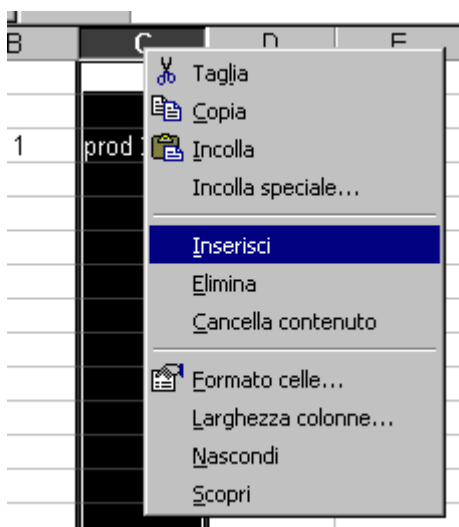 B C D E
Taglia
Copia
1 prod
Incolla
Incolla speciale...
Inserisci
Elimina
Cancella contenuto
Formato celle...
Larghezza colonne...
Nascondi
Scopri